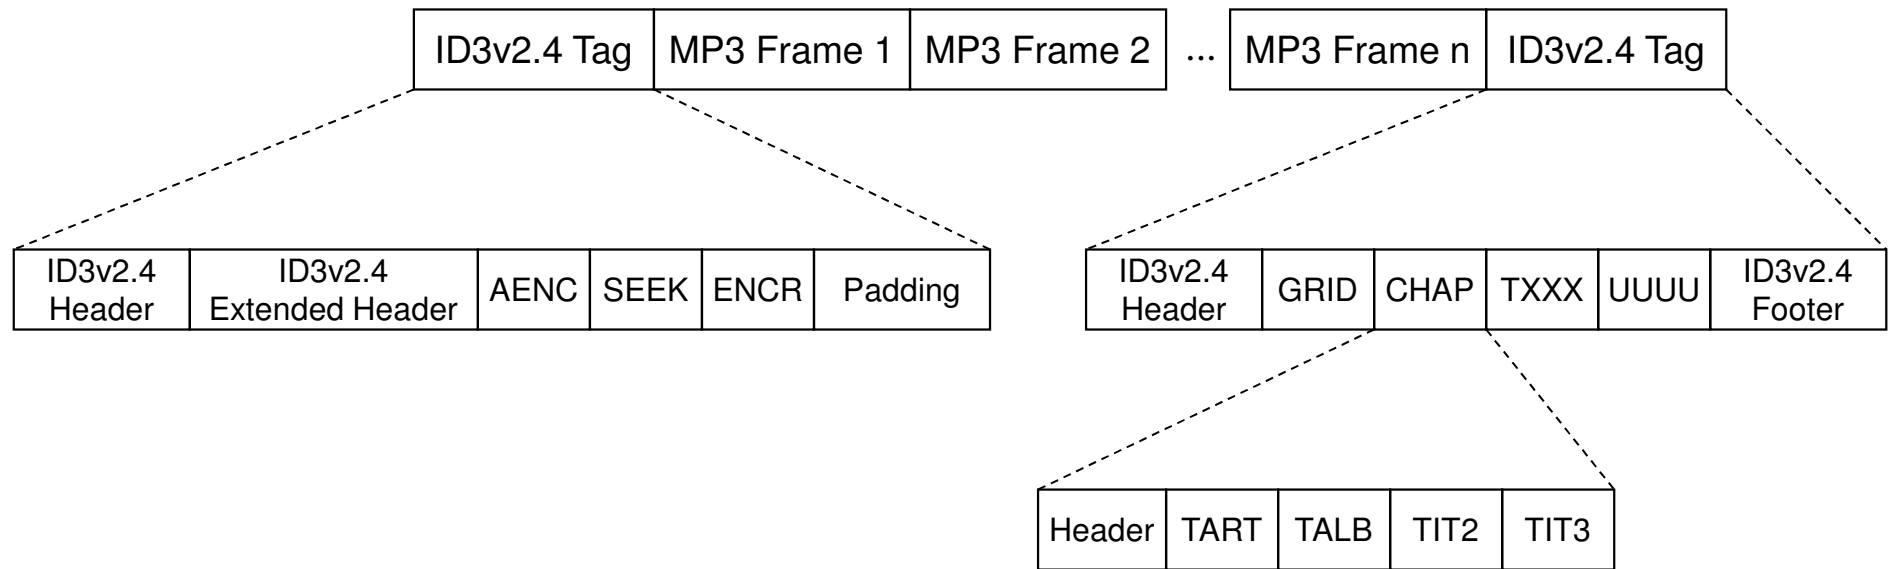 ID3v2.4 Tag MP3 Frame 1 MP3 Frame 2 ... MP3 Frame n ID3v2.4 Tag
ID3v2.4
Header
ID3v2.4
Extended Header
AENC
SEEK
ENCR
Padding
ID3v2.4
Header
GRID
CHAP
TXXX
UUUU
ID3v2.4
Footer
Header TART TALB TIT2 TIT3